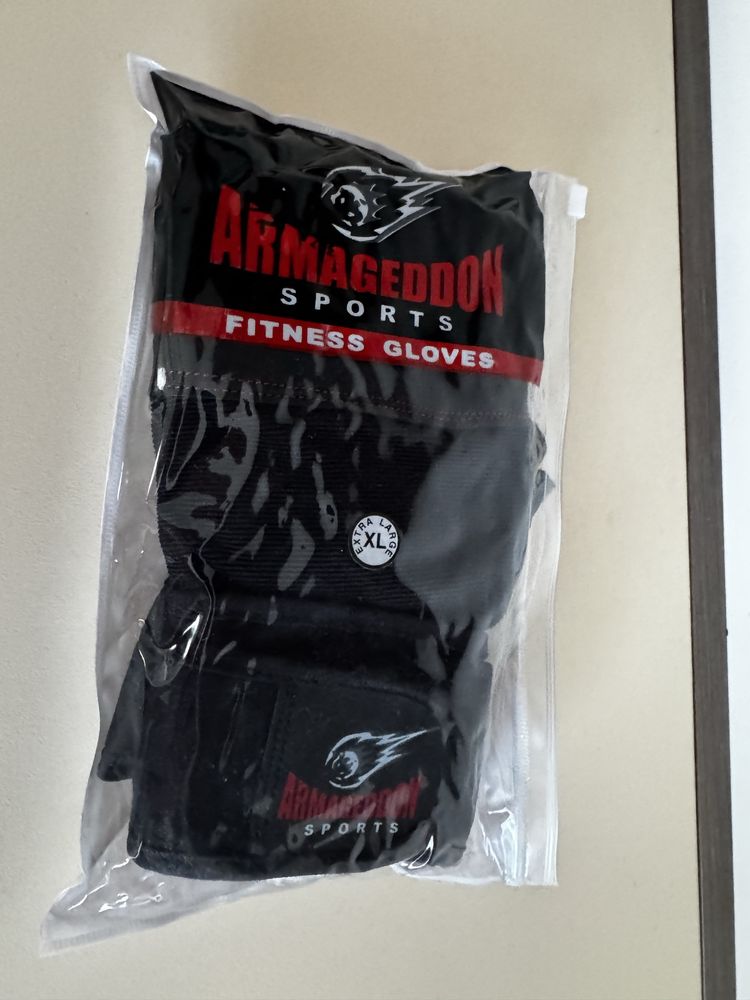 ARMAGEDDON
SPORTS
FITNESS GLOVES
EXTRA LARGE
XL
ARMAGEDDON
SPORTS